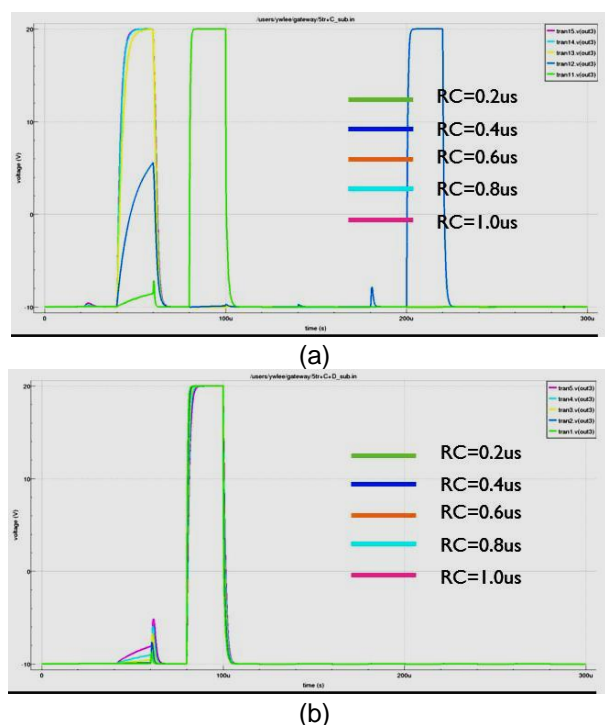 /users/ywlee/gateway/5tr+C_sub.in
tran15.v(out3)
tran14.v(out3)
tran13.v(out3)
tran12.v(out3)
tran11.v(out3)
20
10
0
-10
voltage (V)
RC=0.2us
RC=0.4us
RC=0.6us
RC=0.8us
RC=1.0us
0
100u
200u
300u
time (s)
(a)
/users/ywlee/gateway/5tr+C+D_sub.in
tran5.v(out3)
tran4.v(out3)
tran3.v(out3)
tran2.v(out3)
tran1.v(out3)
20
10
0
-10
voltage (V)
RC=0.2us
RC=0.4us
RC=0.6us
RC=0.8us
RC=1.0us
0
100u
200u
300u
time (s)
(b)